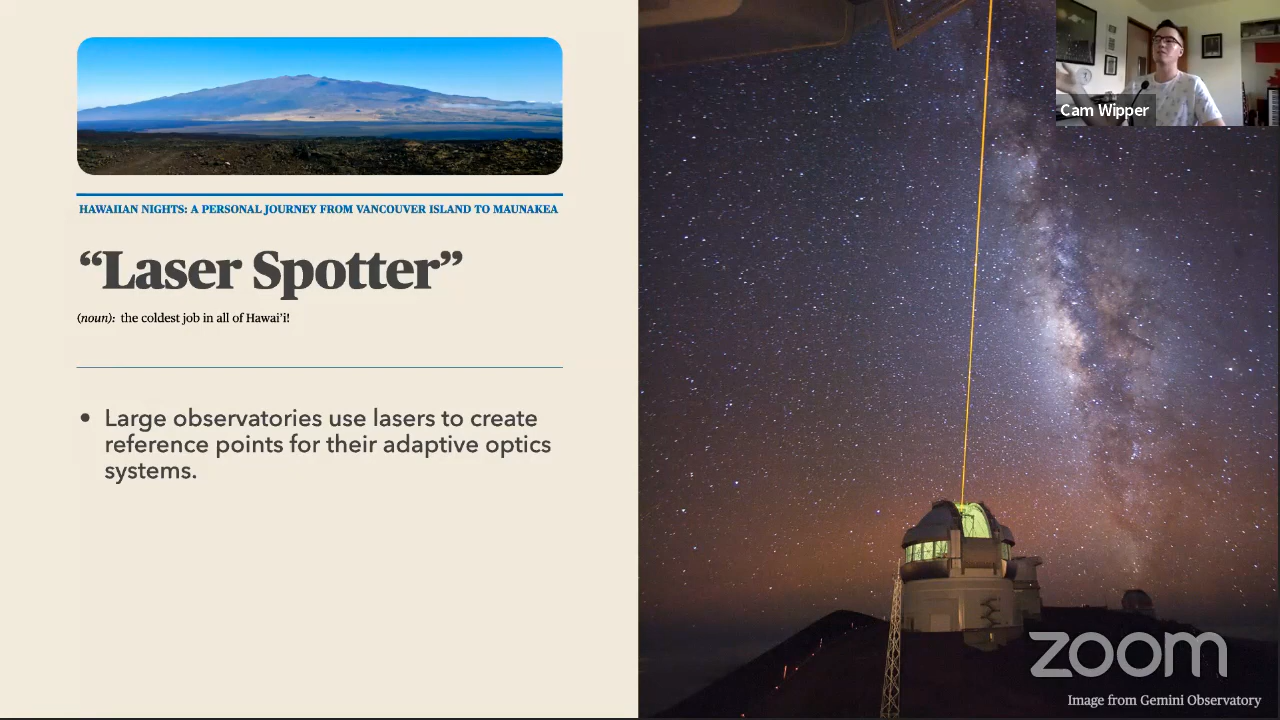 Cam Wipper
HAWAIIAN NIGHTS: A PERSONAL JOURNEY FROM VANCOUVER ISLAND TO MAUNAKEA
“Laser Spotter”
(noun): the coldest job in all of Hawai’i!
• Large observatories use lasers to create
reference points for their adaptive optics
systems.
zoom
Image from Gemini Observatory